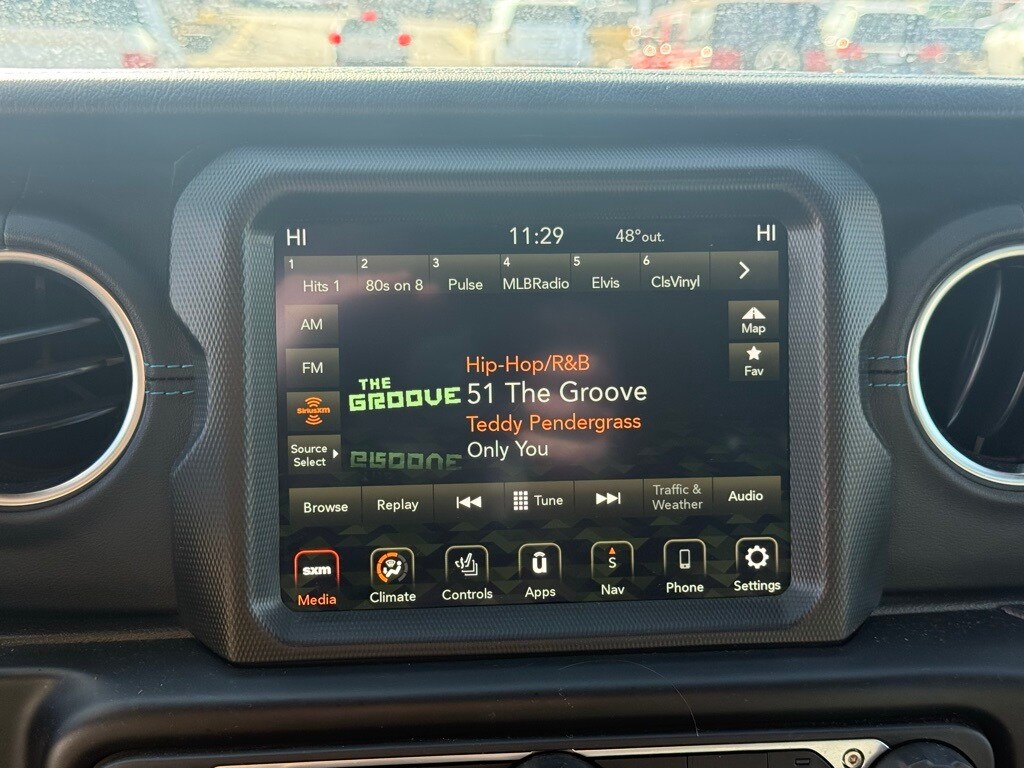 HI 11:29 48°out. HI
1 2 3 4 5 6
Hits 1 80s on 8 Pulse MLBRadio Elvis ClsVinyl
AM
FM
SiriusXM
Source
Select
Map
Fav
THE
GROOVE
Hip-Hop/R&B
51 The Groove
Teddy Pendergrass
Only You
Browse Replay Tune Traffic &
Weather Audio
sxm
Media
Climate
Controls
û
Apps
S
Nav
Phone
Settings